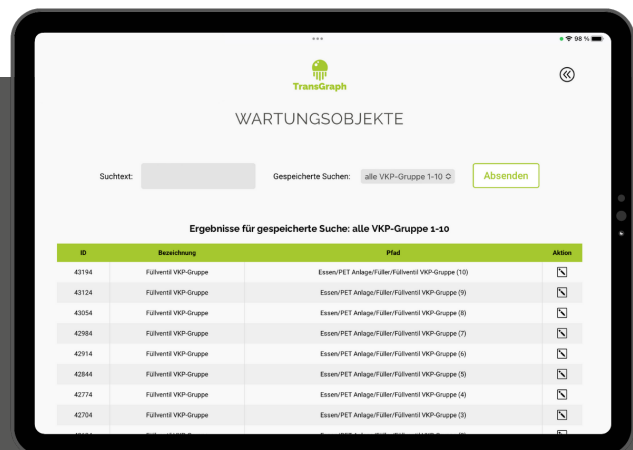 98 %
TransGraph
WARTUNGSOBJEKTE
Suchtext: Gespeicherte Suchen: alle VKP-Gruppe 1-10 Absenden
Ergebnisse für gespeicherte Suche: alle VKP-Gruppe 1-10
ID Bezeichnung Pfad Aktion
43194 Füllventil VKP-Gruppe Essen/PET Anlage/Füller/Füllventil VKP-Gruppe (10)
43124 Füllventil VKP-Gruppe Essen/PET Anlage/Füller/Füllventil VKP-Gruppe (9)
43054 Füllventil VKP-Gruppe Essen/PET Anlage/Füller/Füllventil VKP-Gruppe (8)
42984 Füllventil VKP-Gruppe Essen/PET Anlage/Füller/Füllventil VKP-Gruppe (7)
42914 Füllventil VKP-Gruppe Essen/PET Anlage/Füller/Füllventil VKP-Gruppe (6)
42844 Füllventil VKP-Gruppe Essen/PET Anlage/Füller/Füllventil VKP-Gruppe (5)
42774 Füllventil VKP-Gruppe Essen/PET Anlage/Füller/Füllventil VKP-Gruppe (4)
42704 Füllventil VKP-Gruppe Essen/PET Anlage/Füller/Füllventil VKP-Gruppe (3)